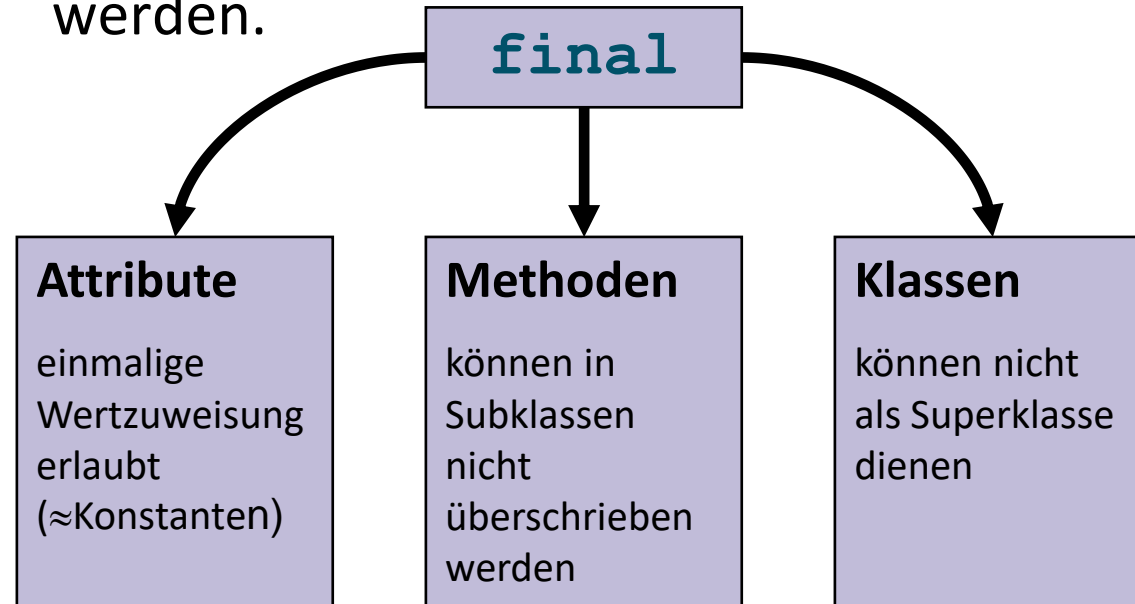 werden.
final
Attribute
einmalige
Wertzuweisung
erlaubt
(≈Konstanten)
Methoden
können in
Subklassen
nicht
überschrieben
werden
Klassen
können nicht
als Superklasse
dienen